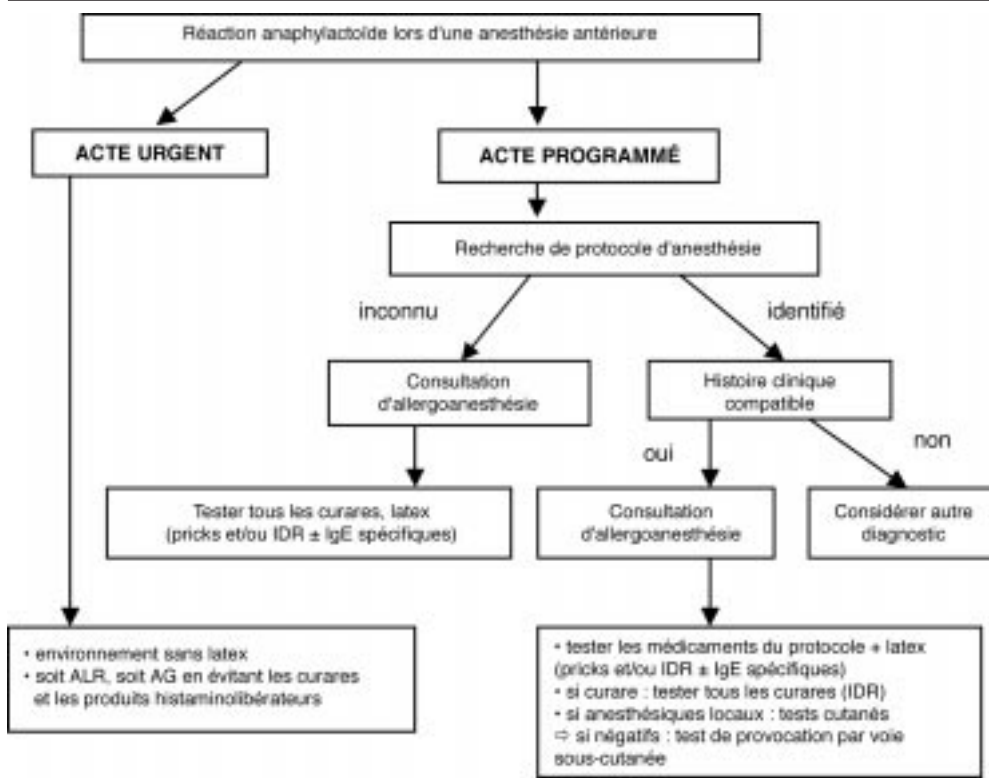 Réaction anaphylactoïde lors d'une anesthésie antérieure
ACTE URGENT
ACTE PROGRAMMÉ
Recherche de protocole d'anesthésie
inconnu
identifié
Consultation
d'allergoanesthésie
Histoire clinique
compatible
oui
non
Tester tous les curares, latex
(pricks et/ou IDR ± IgE spécifiques)
Consultation
d'allergoanesthésie
Considérer autre
diagnostic
• environnement sans latex
• soit ALR, soit AG en évitant les curares
et les produits histaminolibérateurs
• tester les médicaments du protocole + latex
(pricks et/ou IDR ± IgE spécifiques)
• si curare : tester tous les curares (IDR)
• si anesthésiques locaux : tests cutanés
⇨ si négatifs : test de provocation par voie
sous-cutanée